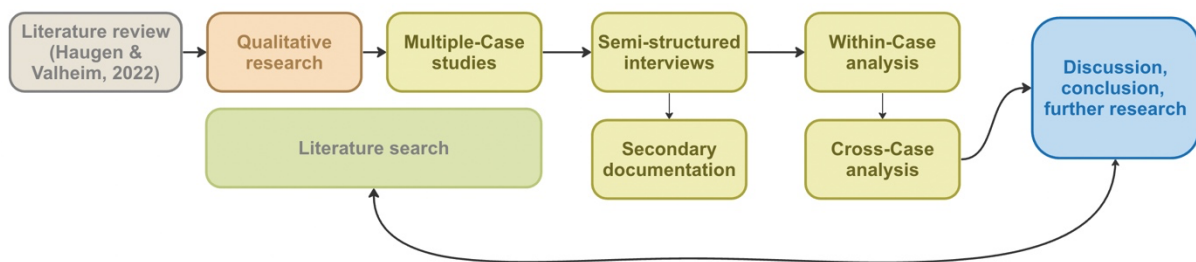 Literature review
(Haugen &
Valheim, 2022)
Qualitative
research
Multiple-Case
studies
Semi-structured
interviews
Within-Case
analysis
Discussion,
conclusion,
further research
Literature search
Secondary
documentation
Cross-Case
analysis